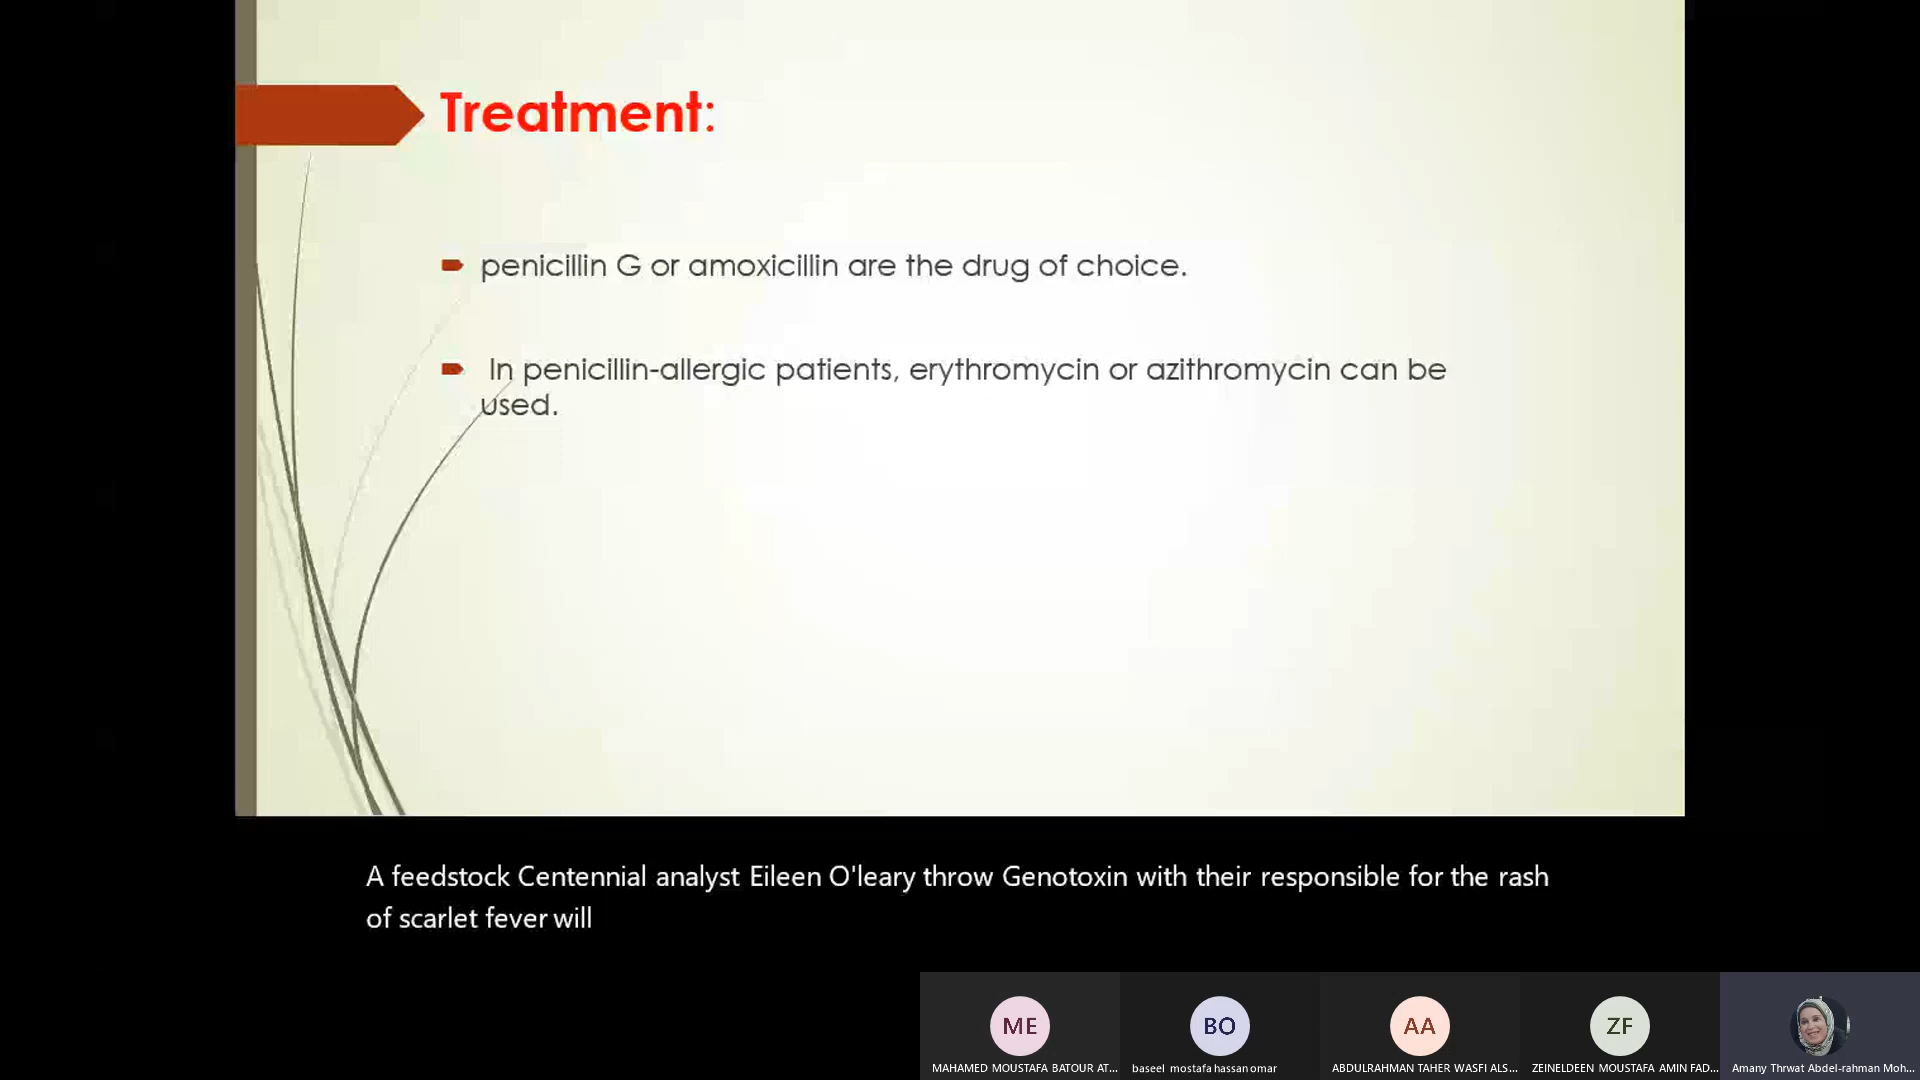 Treatment:
penicillin G or amoxicillin are the drug of choice.
In penicillin-allergic patients, erythromycin or azithromycin can be
used.
A feedstock Centennial analyst Eileen O'leary throw Genotoxin with their responsible for the rash
of scarlet fever will
ME
BO
AA
ZF
MAHAMED MOUSTAFA BATOUR AT...
baseel mostafa hassan omar
ABDULRAHMAN TAHER WASFI ALS...
ZEINELDEEN MOUSTAFA AMIN FAD...
Amany Thrwat Abdel-rahman Moh...